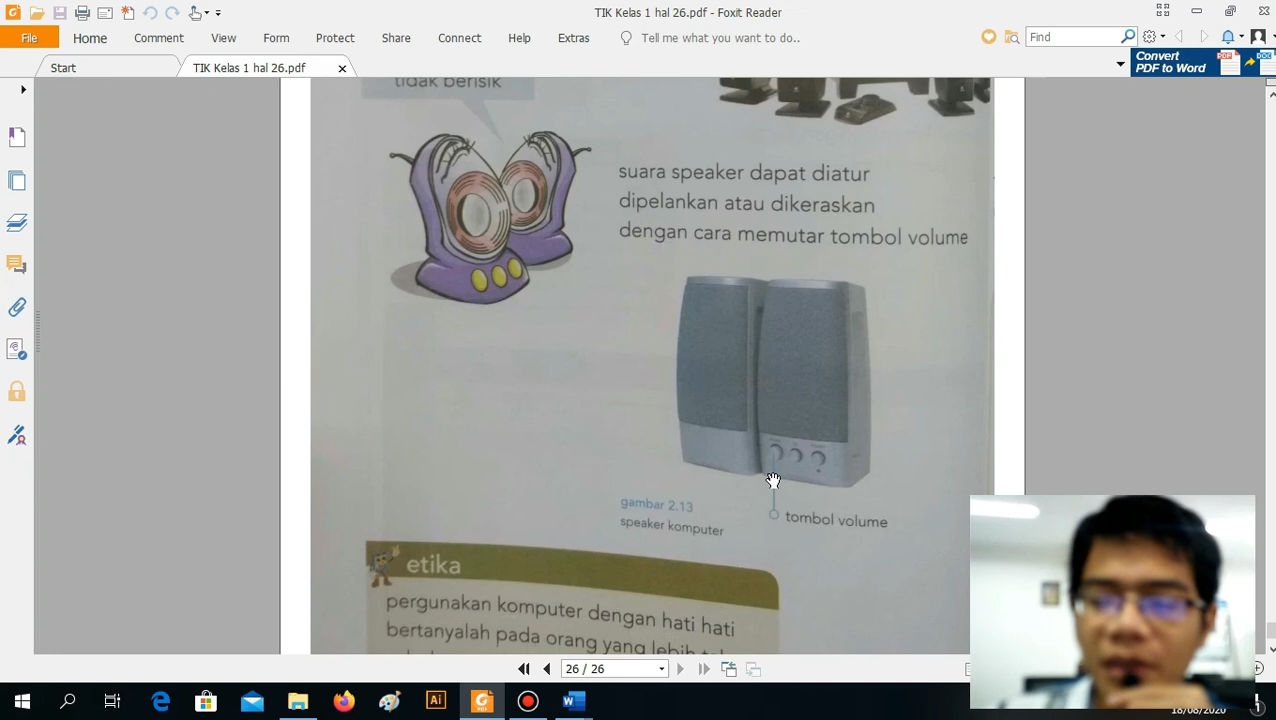 TIK Kelas 1 hal 26.pdf - Foxit Reader
File Home Comment View Form Protect Share Connect Help Extras Tell me what you want to do.. Find
Start TIK Kelas 1 hal 26.pdf
Convert
PDF to Word
tidak berisik
suara speaker dapat diatur
dipelankan atau dikeraskan
dengan cara memutar tombol volume
gambar 2.13
speaker komputer
tombol volume
etika
pergunakan komputer dengan hati hati
bertanyalah pada orang yang lebih
26 / 26
Ai
18/08/2020